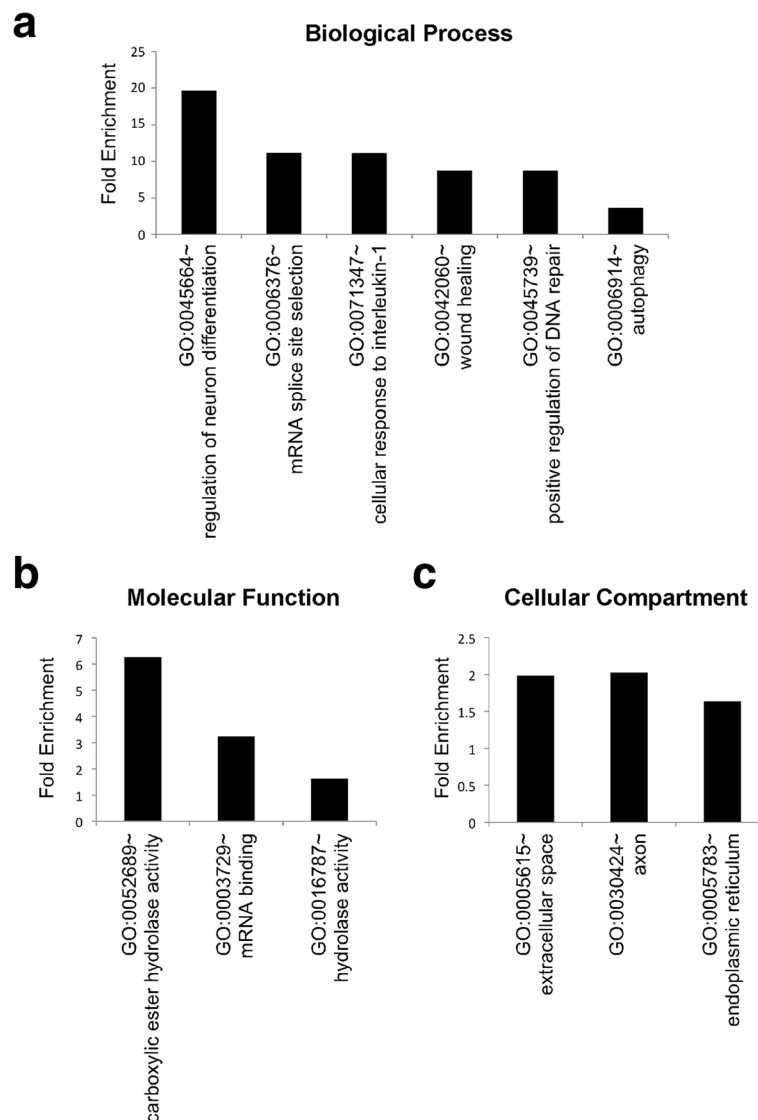 a
Biological Process
Fold Enrichment
25
20
15
10
5
0
GO:0045664~
regulation of neuron differentiation
GO:0006376~
mRNA splice site selection
GO:0071347~
cellular response to interleukin-1
GO:0042060~
wound healing
GO:0045739~
positive regulation of DNA repair
GO:0006914~
autophagy
b
Molecular Function
Fold Enrichment
7
6
5
4
3
2
1
0
GO:0052689~
carboxylic ester hydrolase activity
GO:0003729~
mRNA binding
GO:0016787~
hydrolase activity
c
Cellular Compartment
Fold Enrichment
2.5
2
1.5
1
0.5
0
GO:0005615~
extracellular space
GO:0030424~
axon
GO:0005783~
endoplasmic reticulum